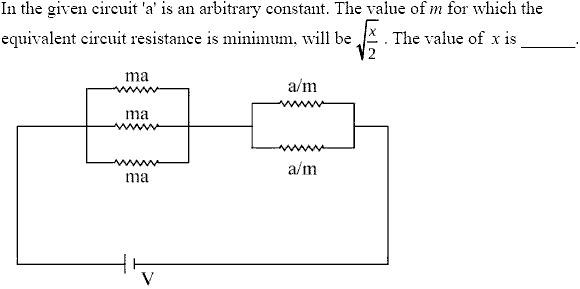 In the given circuit 'a' is an arbitrary constant. The value of m for which the
equivalent circuit resistance is minimum, will be √(x/2) . The value of x is ______.
ma
a/m
ma
ma
a/m
V